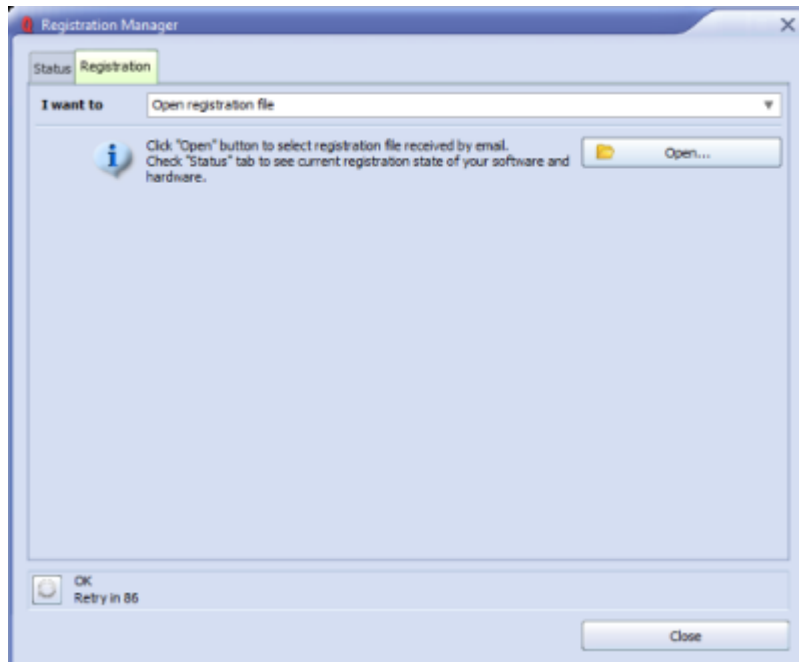 Registration Manager
Status Registration
I want to Open registration file
Click "Open" button to select registration file received by email.
Check "Status" tab to see current registration state of your software and
hardware.
Open...
OK
Retry in 86
Close